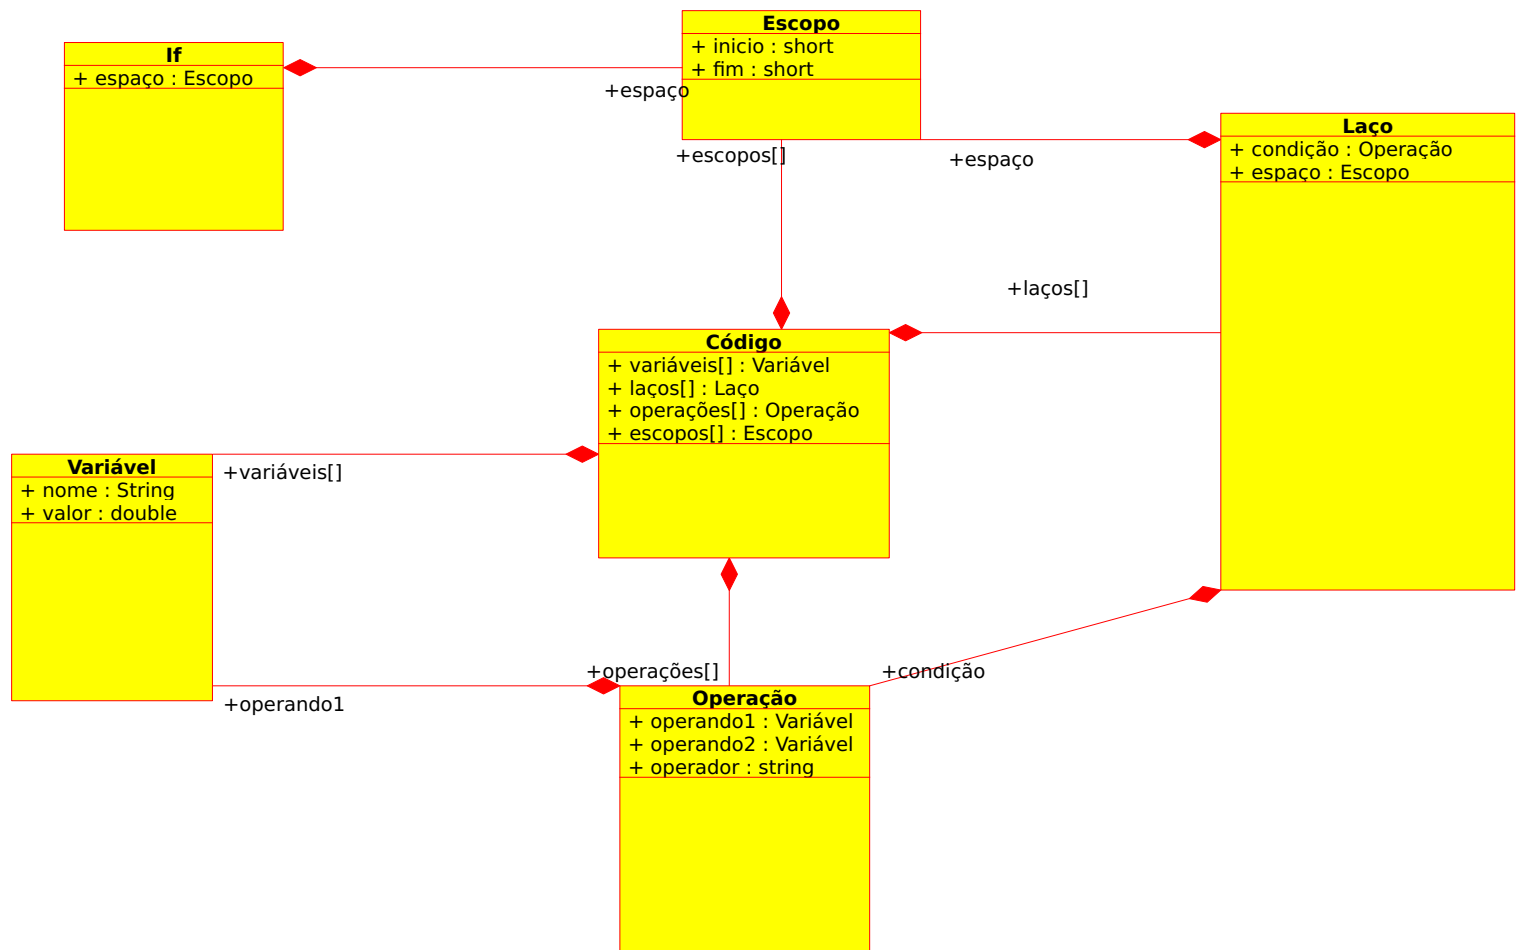 Escopo
+ inicio : short
+ fim : short
If
+ espaço : Escopo
+espaço
Laço
+ condição : Operação
+ espaço : Escopo
+escopos[]
+espaço
+laços[]
Código
+ variáveis[] : Variável
+ laços[] : Laço
+ operações[] : Operação
+ escopos[] : Escopo
Variável
+ nome : String
+ valor : double
+variáveis[]
+operações[]
+condição
+operando1
Operação
+ operando1 : Variável
+ operando2 : Variável
+ operador : string